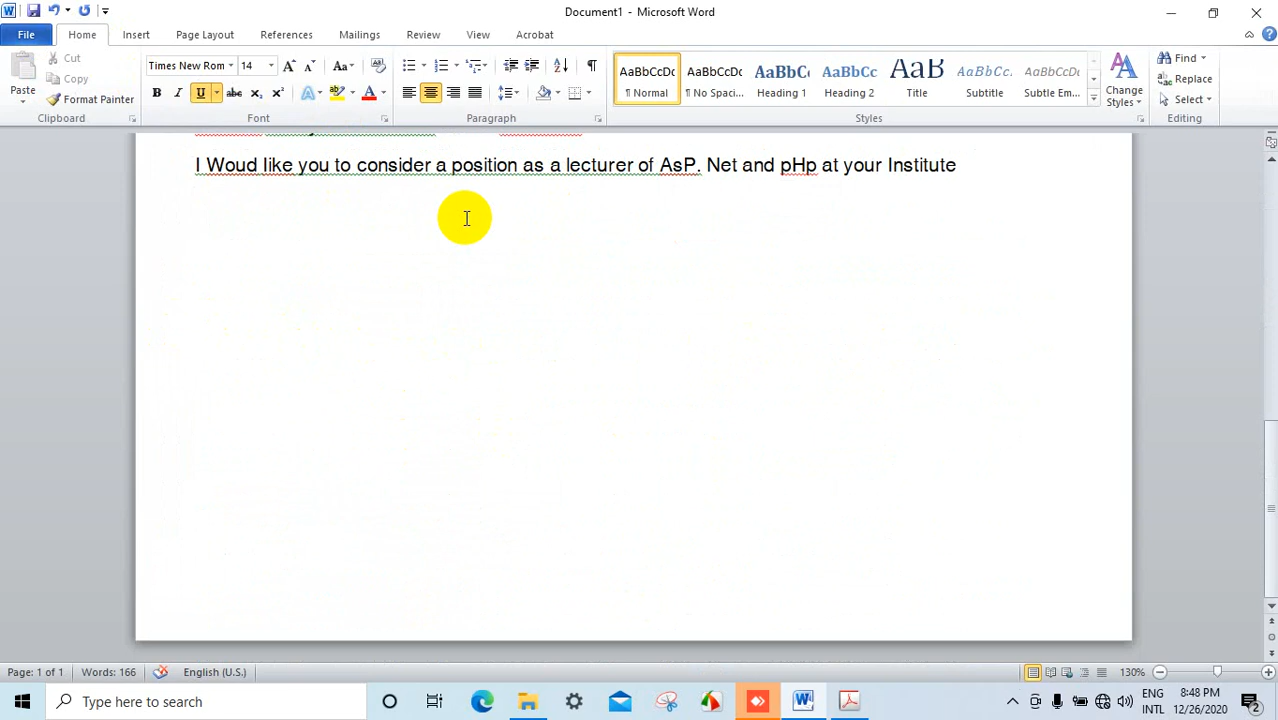 Document1 - Microsoft Word
File Home Insert Page Layout References Mailings Review View Acrobat
Paste
Cut
Copy
Format Painter
Clipboard
Times New Rom 14
Font
Paragraph
AaBbCcDc AaBbCcDc AaBbCc AaBbCc AaB AaBbCc. AaBbCcDc
¶ Normal ¶ No Spaci... Heading 1 Heading 2 Title Subtitle Subtle Em...
Change Styles
Styles
Find
Replace
Select
Editing
I Woud like you to consider a position as a lecturer of AsP. Net and pHp at your Institute
Page: 1 of 1 Words: 166 English (U.S.) 130%
Type here to search
ENG
INTL
8:48 PM
12/26/2020
2